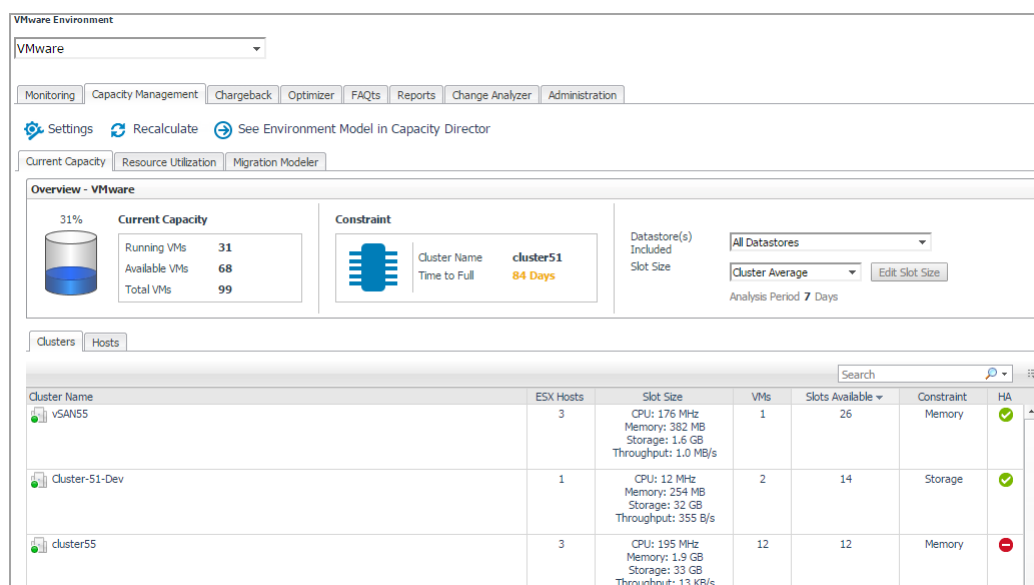 VMware Environment
VMware
Monitoring Capacity Management Chargeback Optimizer FAQts Reports Change Analyzer Administration
Settings Recalculate See Environment Model in Capacity Director
Current Capacity Resource Utilization Migration Modeler
Overview - VMware
31%
Current Capacity
Running VMs 31
Available VMs 68
Total VMs 99
Constraint
Cluster Name cluster51
Time to Full 84 Days
Datastore(s)
Included
All Datastores
Slot Size
Cluster Average Edit Slot Size
Analysis Period 7 Days
Clusters Hosts
Search
Cluster Name ESX Hosts Slot Size VMs Slots Available Constraint HA
vSAN55 3 CPU: 176 MHz 1 26 Memory
Memory: 382 MB
Storage: 1.6 GB
Throughput: 1.0 MB/s
Cluster-51-Dev 1 CPU: 12 MHz 2 14 Storage
Memory: 254 MB
Storage: 32 GB
Throughput: 355 B/s
cluster55 3 CPU: 195 MHz 12 12 Memory
Memory: 1.9 GB
Storage: 33 GB
Throughput: 13 KB/s